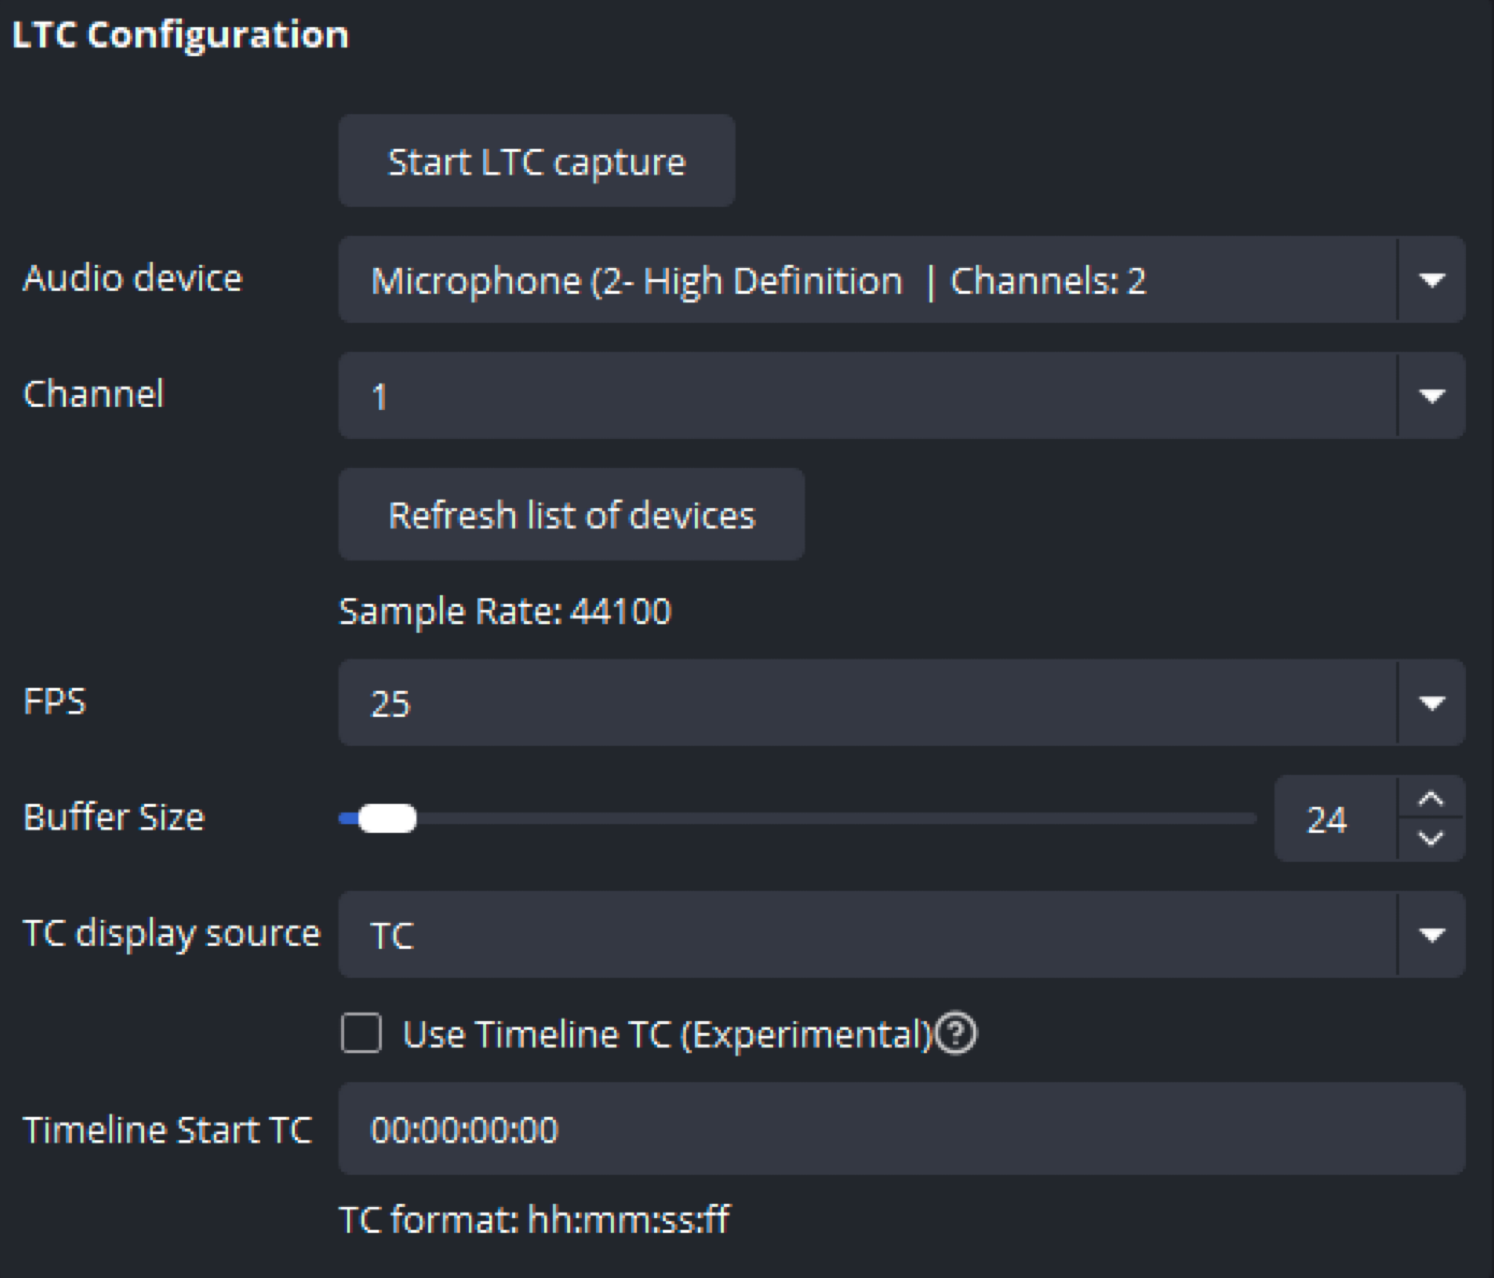 LTC Configuration
Start LTC capture
Audio device Microphone (2- High Definition | Channels: 2
Channel 1
Refresh list of devices
Sample Rate: 44100
FPS 25
Buffer Size 24
TC display source TC
Use Timeline TC (Experimental)?
Timeline Start TC 00:00:00:00
TC format: hh:mm:ss:ff